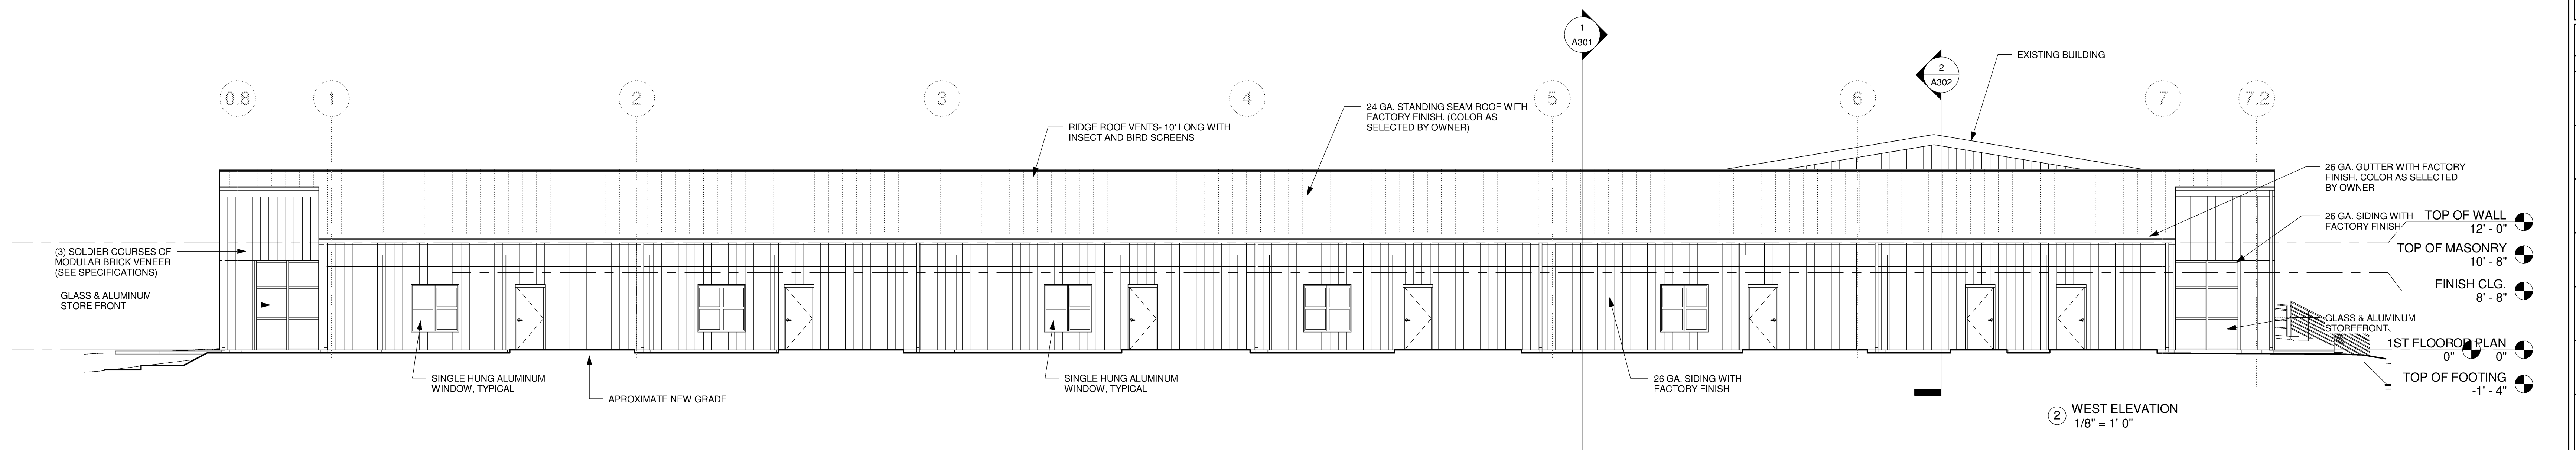 1
A301
2
A302
EXISTING BUILDING
0.8
1
2
3
4
5
6
7
7.2
24 GA. STANDING SEAM ROOF WITH
FACTORY FINISH. (COLOR AS
SELECTED BY OWNER)
RIDGE ROOF VENTS- 10' LONG WITH
INSECT AND BIRD SCREENS
26 GA. GUTTER WITH FACTORY
FINISH. COLOR AS SELECTED
BY OWNER
26 GA. SIDING WITH
FACTORY FINISH
TOP OF WALL
12' - 0"
TOP OF MASONRY
10' - 8"
FINISH CLG.
8' - 8"
(3) SOLDIER COURSES OF
MODULAR BRICK VENEER
(SEE SPECIFICATIONS)
GLASS & ALUMINUM
STORE FRONT
GLASS & ALUMINUM
STOREFRONT
1ST FLOOR PLAN
0" 0"
TOP OF FOOTING
-1' - 4"
SINGLE HUNG ALUMINUM
WINDOW, TYPICAL
APROXIMATE NEW GRADE
SINGLE HUNG ALUMINUM
WINDOW, TYPICAL
26 GA. SIDING WITH
FACTORY FINISH
2 WEST ELEVATION
1/8" = 1'-0"